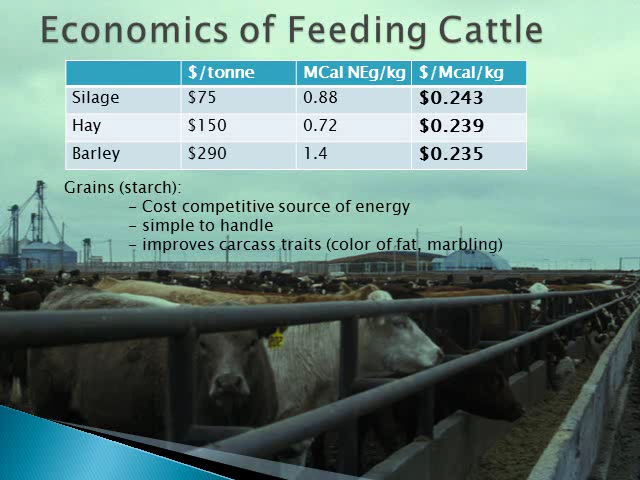 Economics of Feeding Cattle
$/tonne MCal NEg/kg $/Mcal/kg
Silage $75 0.88 $0.243
Hay $150 0.72 $0.239
Barley $290 1.4 $0.235
Grains (starch):
- Cost competitive source of energy
- simple to handle
- improves carcass traits (color of fat, marbling)